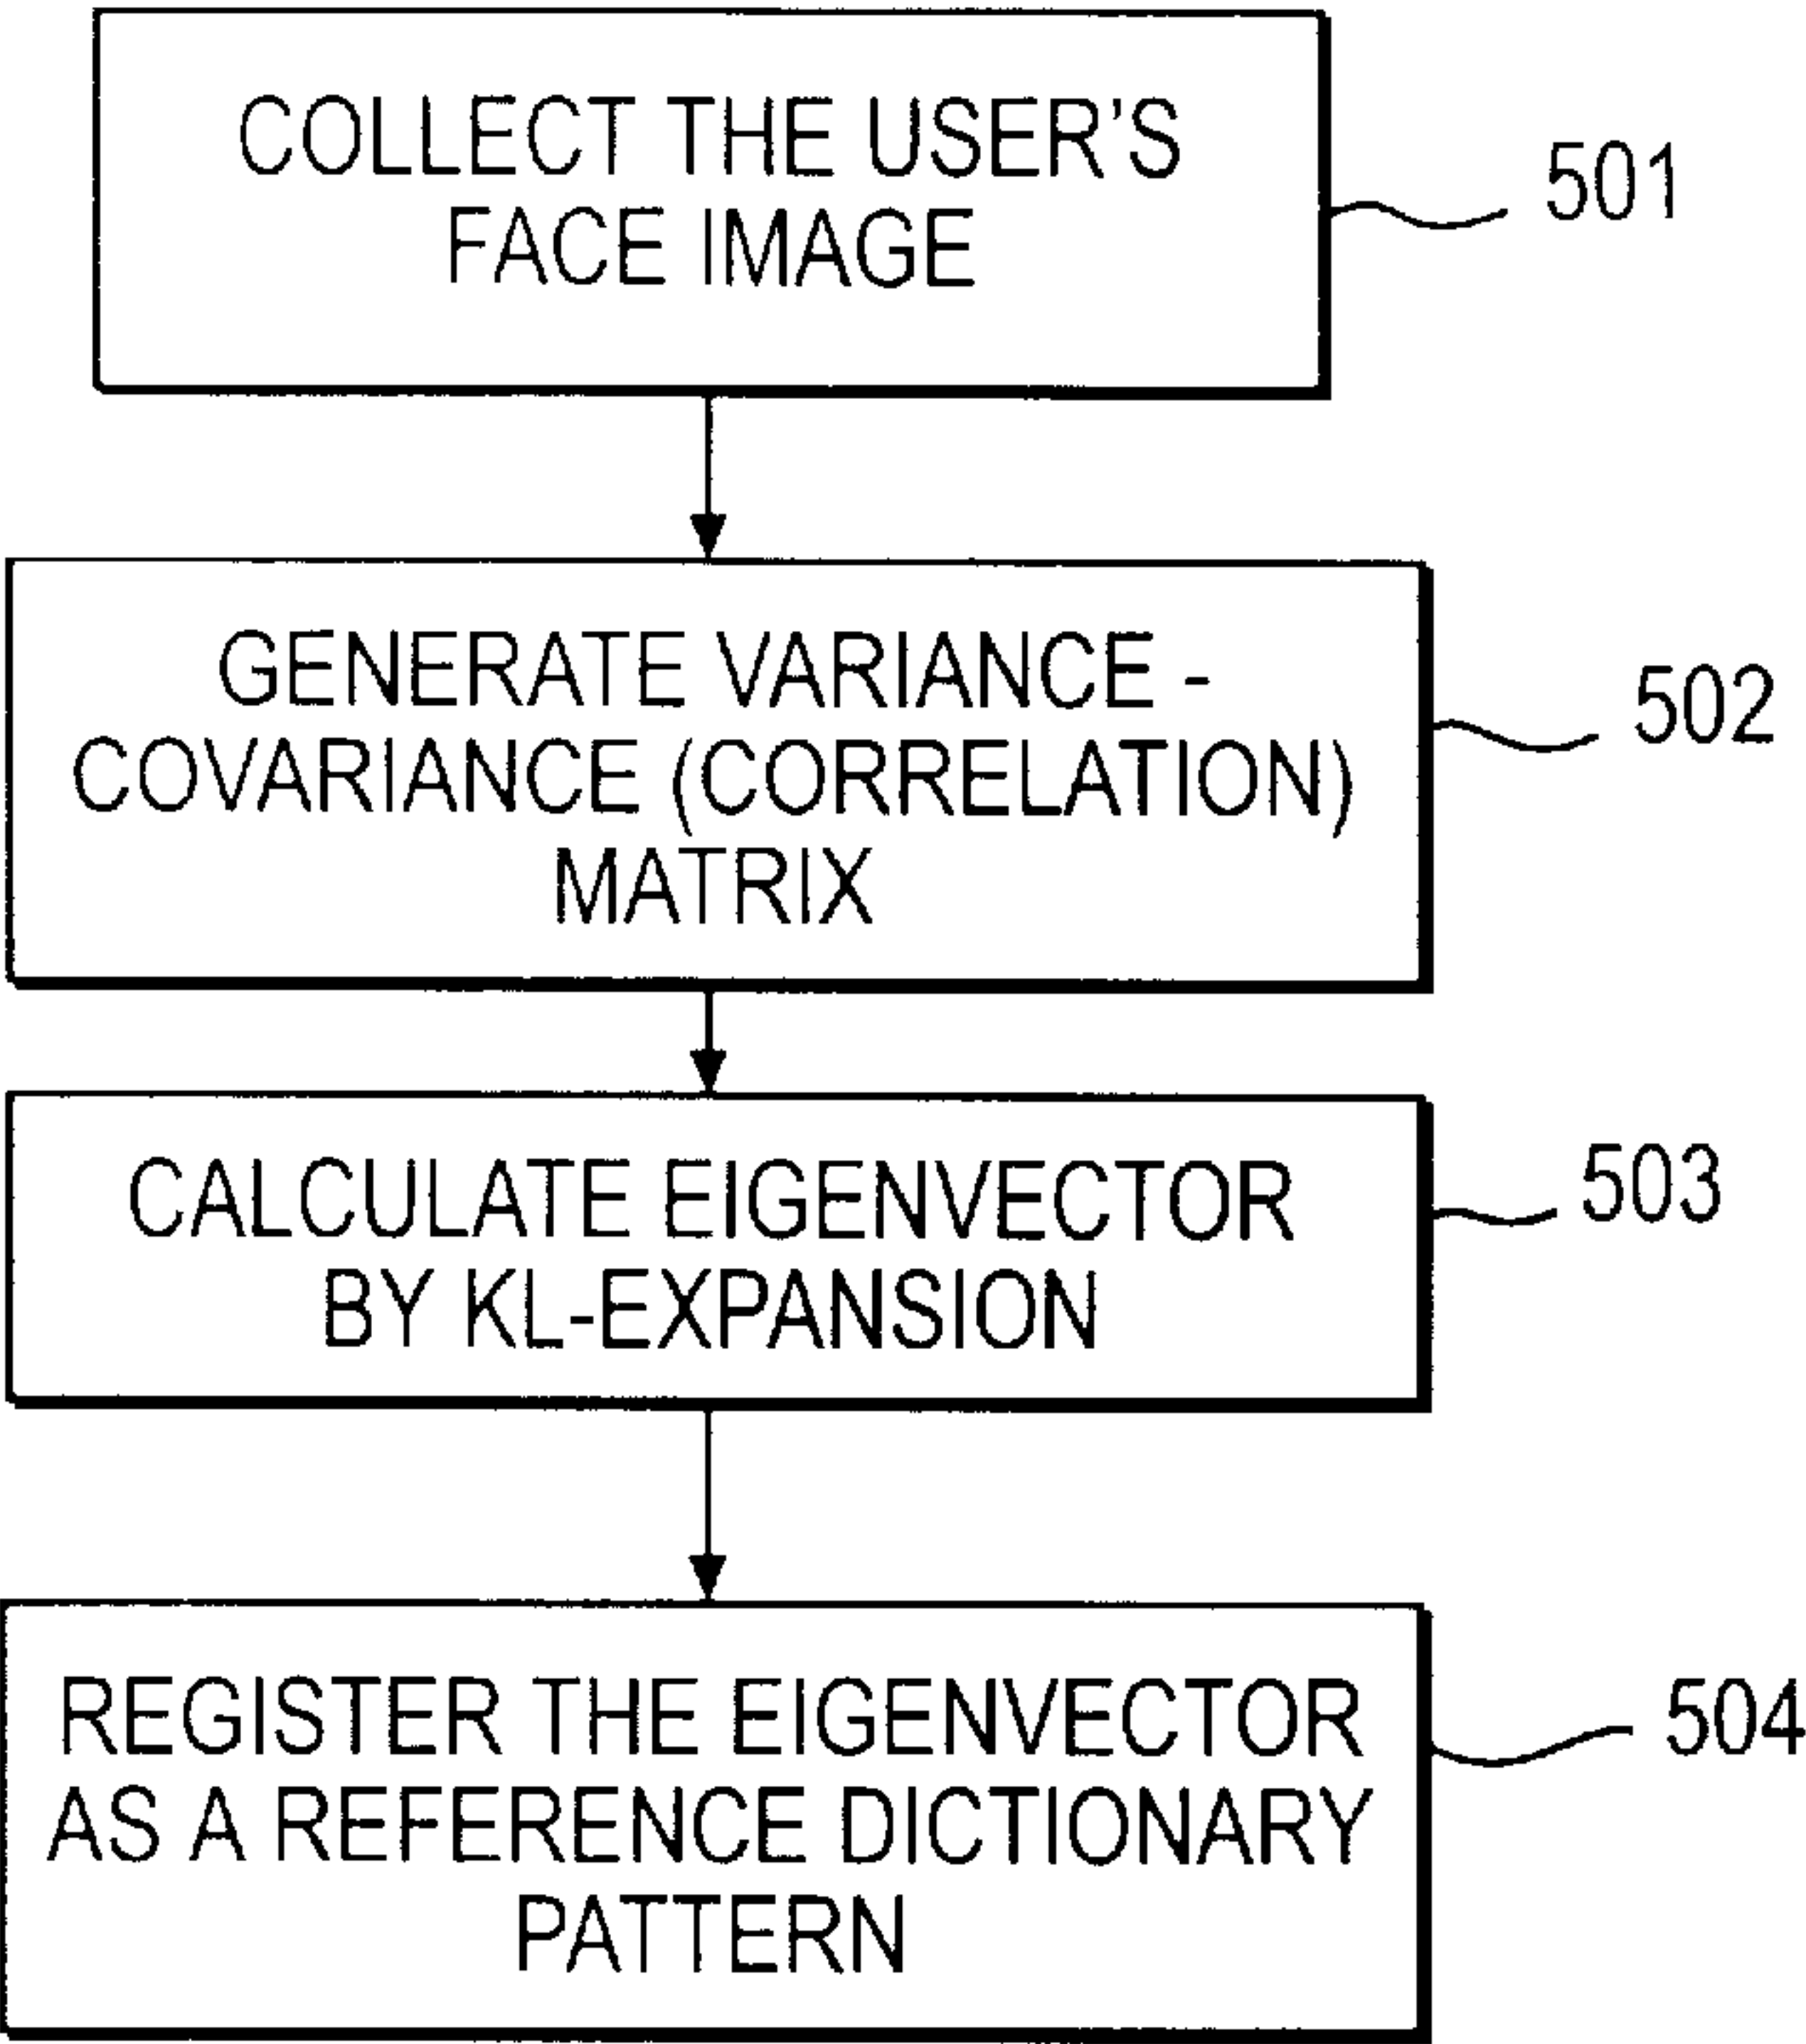 COLLECT THE USER'S
FACE IMAGE
501
GENERATE VARIANCE -
COVARIANCE (CORRELATION)
MATRIX
502
CALCULATE EIGENVECTOR
BY KL-EXPANSION
503
REGISTER THE EIGENVECTOR
AS A REFERENCE DICTIONARY
PATTERN
504